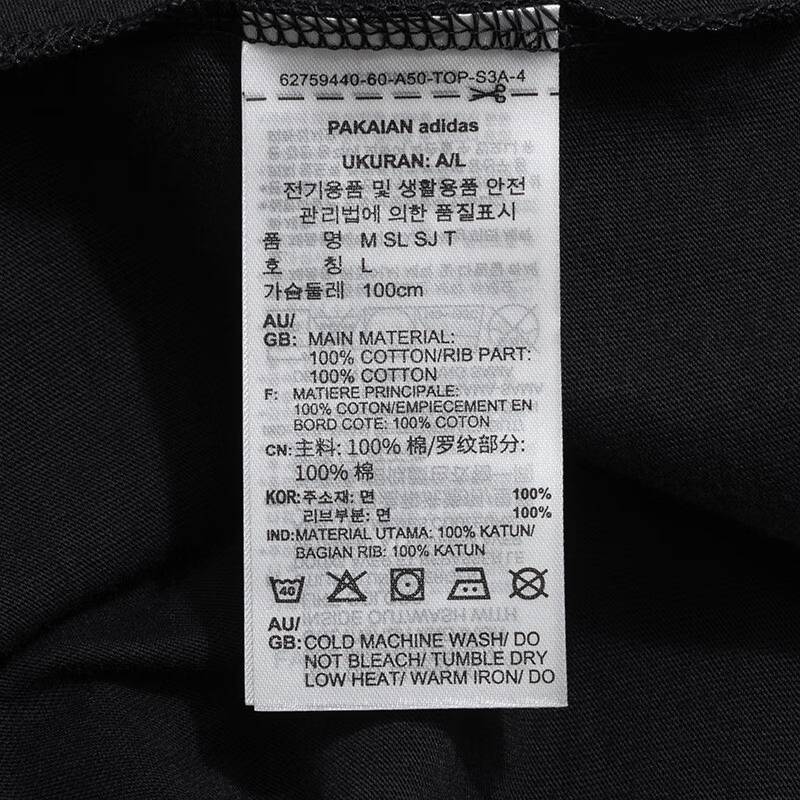 62759440-60-A50-TOP-S3A-4
PAKAIAN adidas
UKURAN: A/L
전기용품 및 생활용품 안전
관리법에 의한 품질표시
품 명 M SL SJ T
호 칭 L
가슴둘레 100cm
AU/
GB: MAIN MATERIAL:
100% COTTON/RIB PART:
100% COTTON
F: MATIERE PRINCIPALE:
100% COTON/EMPIECEMENT EN
BORD COTE: 100% COTON
CN: 主料: 100% 棉/罗纹部分:
100% 棉
KOR: 주소재: 면 100%
리브부분: 면 100%
IND: MATERIAL UTAMA: 100% KATUN/
BAGIAN RIB: 100% KATUN
40
AU/
GB: COLD MACHINE WASH/ DO
NOT BLEACH/ TUMBLE DRY
LOW HEAT/ WARM IRON/ DO